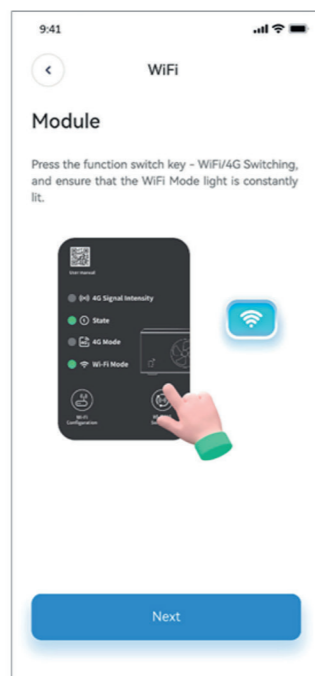 9:41
WiFi
Module
Press the function switch key - WiFi/4G Switching,
and ensure that the WiFi Mode light is constantly
lit.
User manual
4G Signal Intensity
State
4G Mode
Wi-Fi Mode
Wi-Fi
Configuration
Next